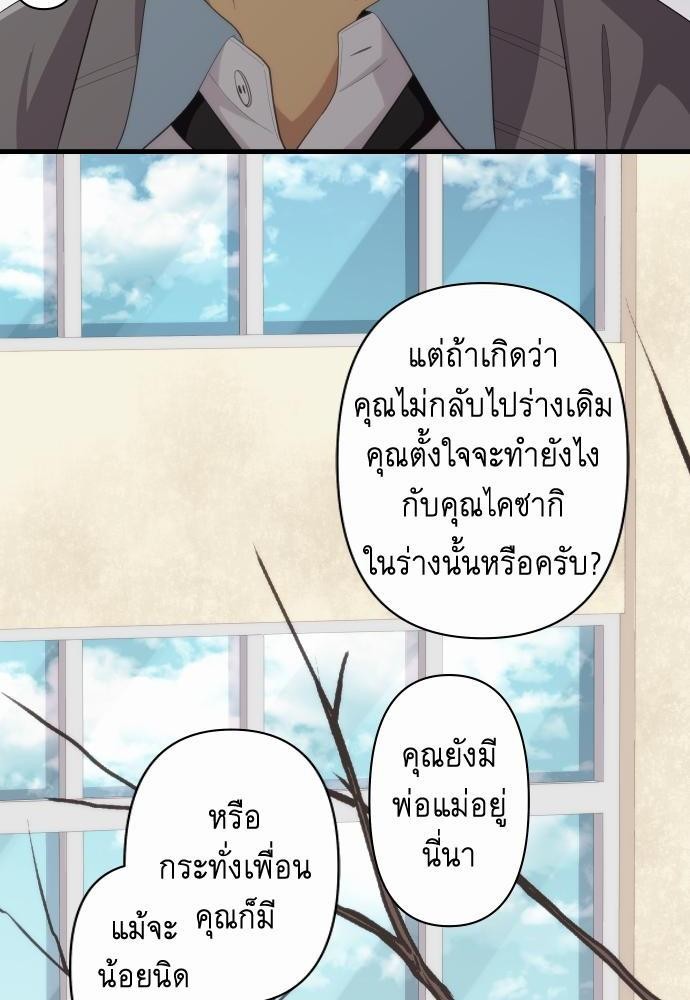 แต่ถ้าเกิดว่า
คุณไม่กลับไปร่างเดิม
คุณตั้งใจจะทำยังไง
กับคุณไคซากิ
ในร่างนั้นหรือครับ?
คุณยังมี
พ่อแม่อยู่
นี่นา
หรือ
กระทั่งเพื่อน
คุณก็มี
แม้จะ
น้อยนิด